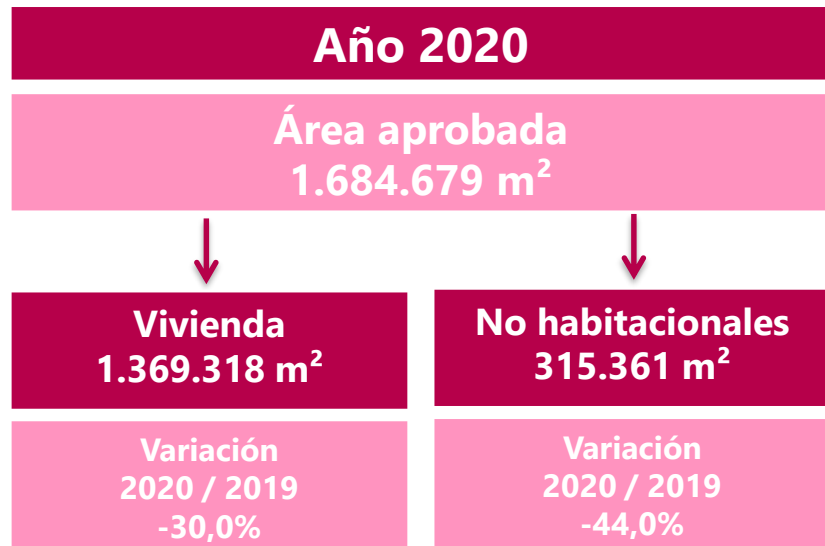 Año 2020
Área aprobada
1.684.679 m²
Vivienda
1.369.318 m²
No habitacionales
315.361 m²
Variación
2020 / 2019
-30,0%
Variación
2020 / 2019
-44,0%